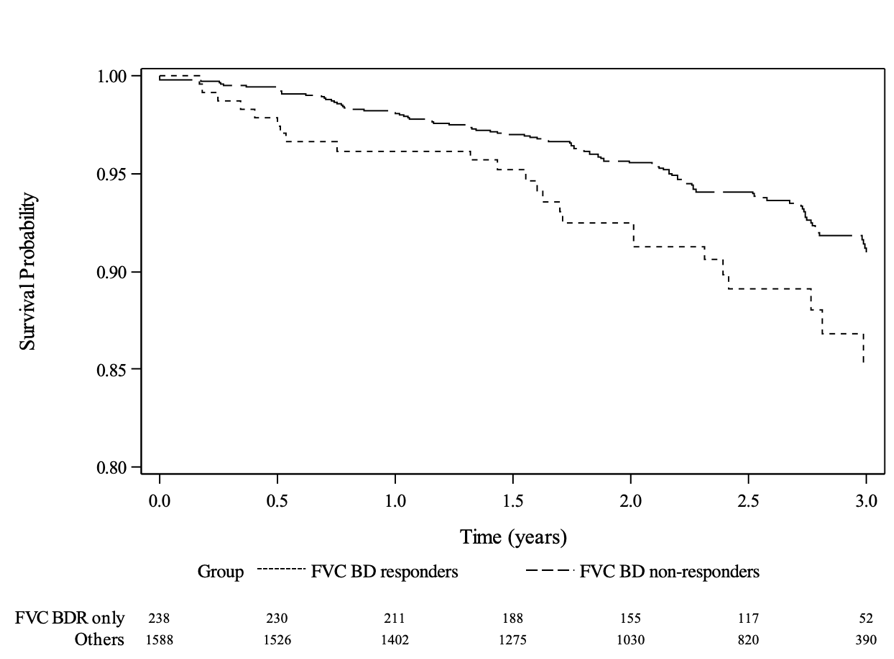 1.00
0.95
0.90
0.85
0.80
Survival Probability
0.0 0.5 1.0 1.5 2.0 2.5 3.0
Time (years)
Group FVC BD responders FVC BD non-responders
FVC BDR only 238 230 211 188 155 117 52
Others 1588 1526 1402 1275 1030 820 390